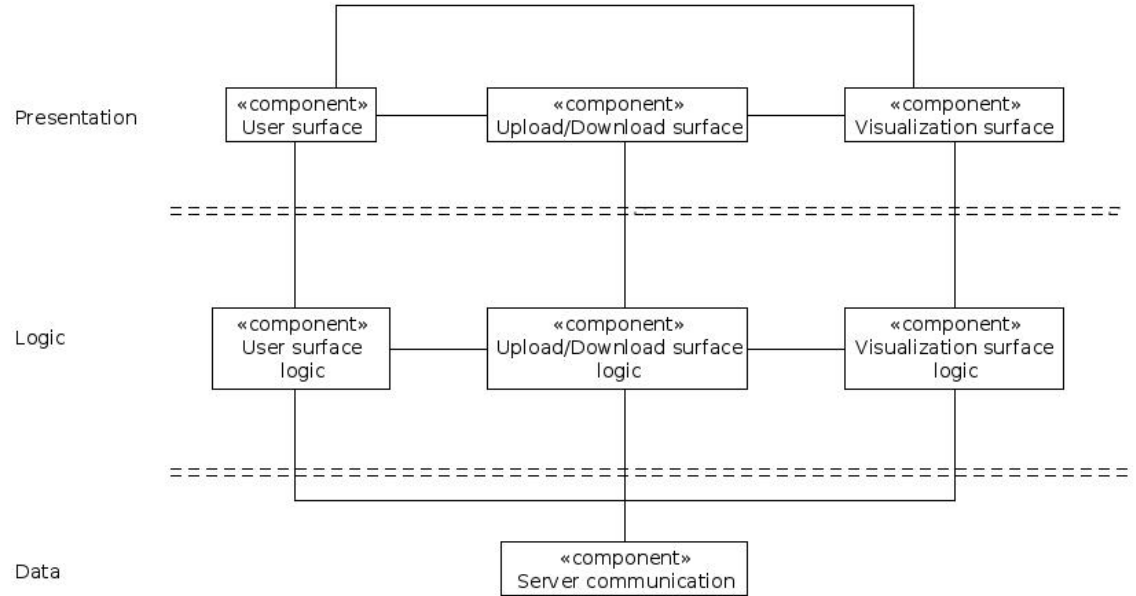 Presentation
«component»
User surface
«component»
Upload/Download surface
«component»
Visualization surface
Logic
«component»
User surface
logic
«component»
Upload/Download surface
logic
«component»
Visualization surface
logic
Data
«component»
Server communication